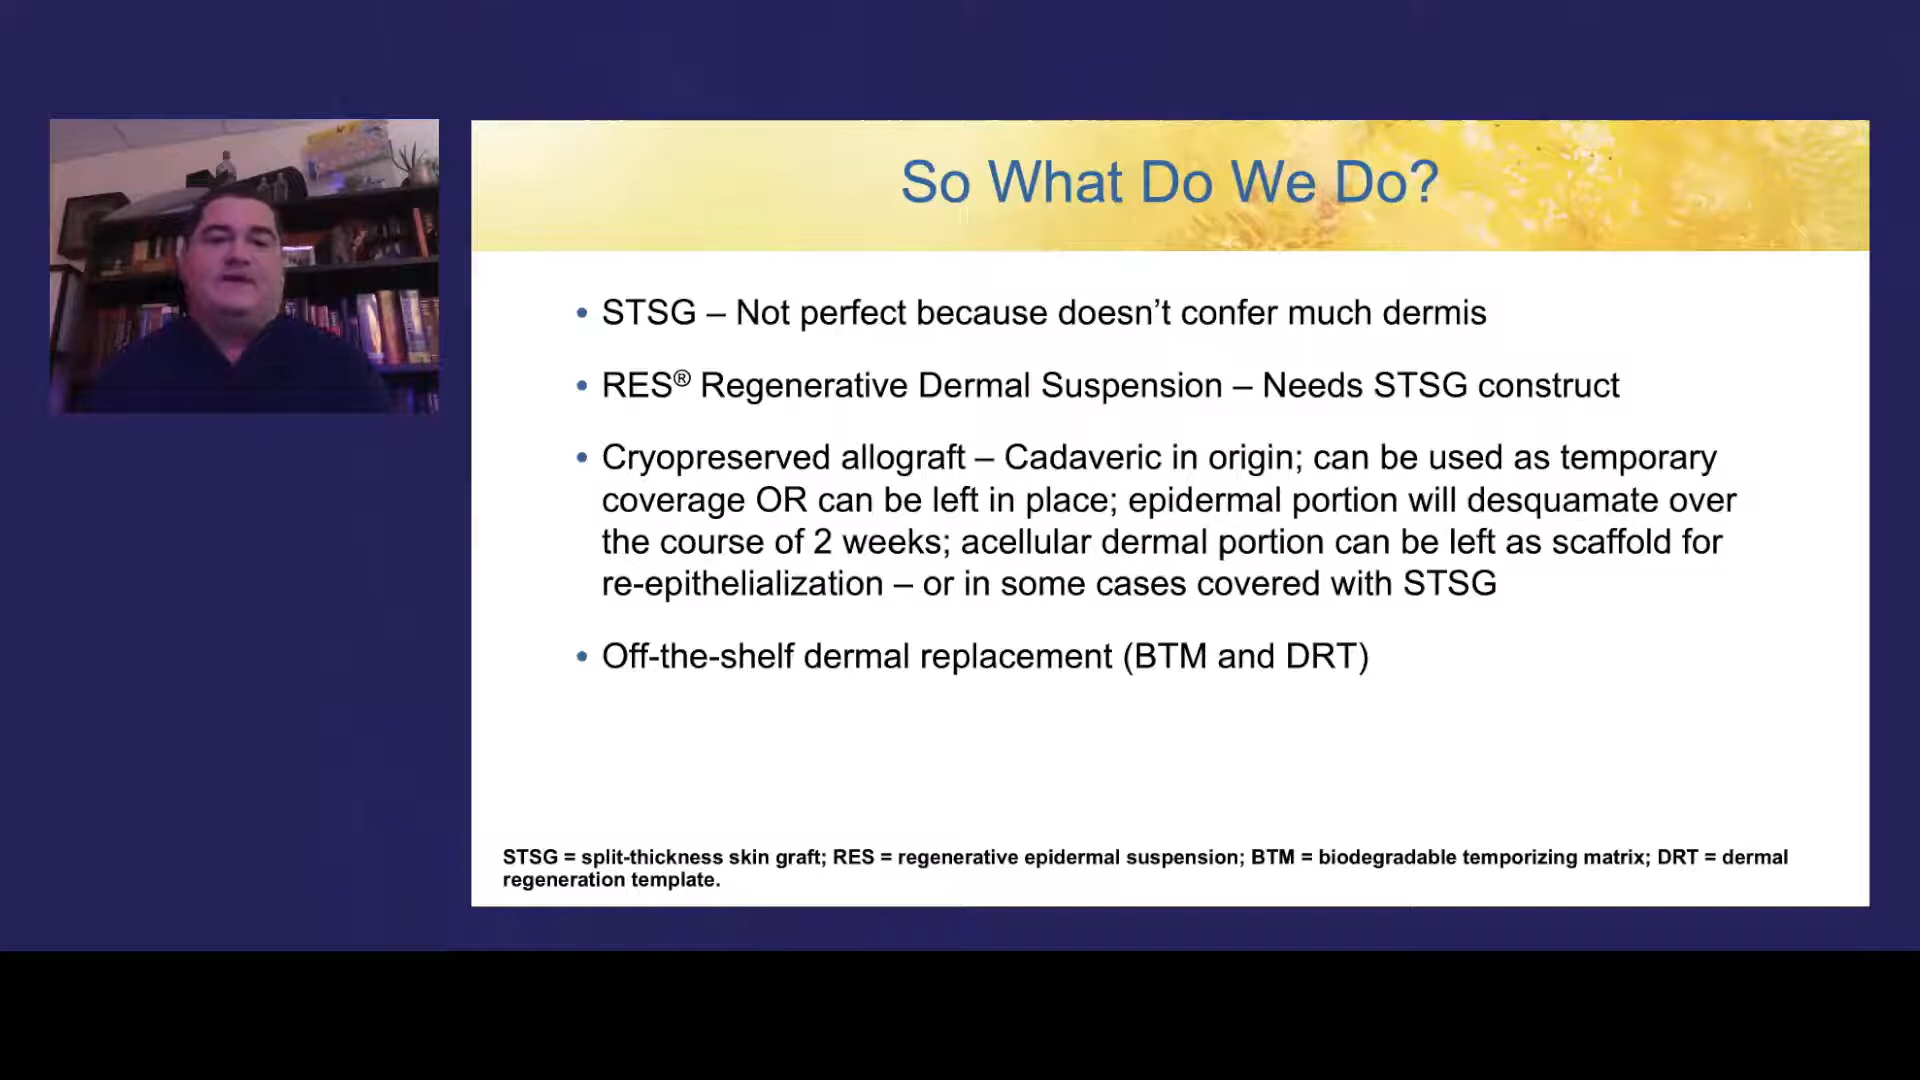 So What Do We Do?
• STSG – Not perfect because doesn’t confer much dermis
• RES® Regenerative Dermal Suspension – Needs STSG construct
• Cryopreserved allograft – Cadaveric in origin; can be used as temporary
coverage OR can be left in place; epidermal portion will desquamate over
the course of 2 weeks; acellular dermal portion can be left as scaffold for
re-epithelialization – or in some cases covered with STSG
• Off-the-shelf dermal replacement (BTM and DRT)
STSG = split-thickness skin graft; RES = regenerative epidermal suspension; BTM = biodegradable temporizing matrix; DRT = dermal
regeneration template.